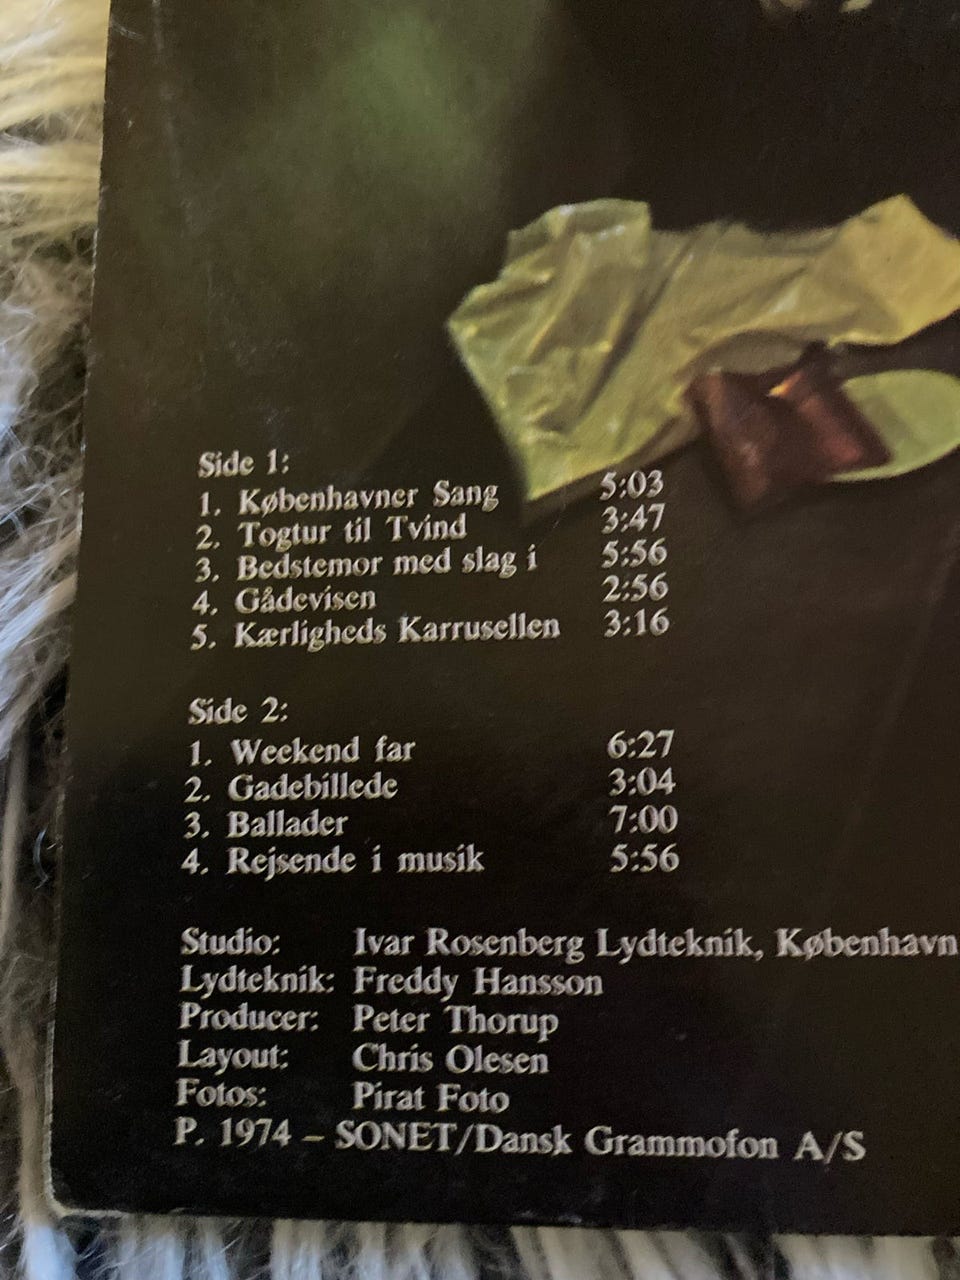 Side 1:
1. Københavner Sang 5:03
2. Togtur til Tvind 3:47
3. Bedstemor med slag i 5:56
4. Gådevisen 2:56
5. Kærligheds Karrusellen 3:16
Side 2:
1. Weekend far 6:27
2. Gadebillede 3:04
3. Ballader 7:00
4. Rejsende i musik 5:56
Studio: Ivar Rosenberg Lydteknik, København
Lydteknik: Freddy Hansson
Producer: Peter Thorup
Layout: Chris Olesen
Fotos: Pirat Foto
P. 1974 – SONET/Dansk Grammofon A/S